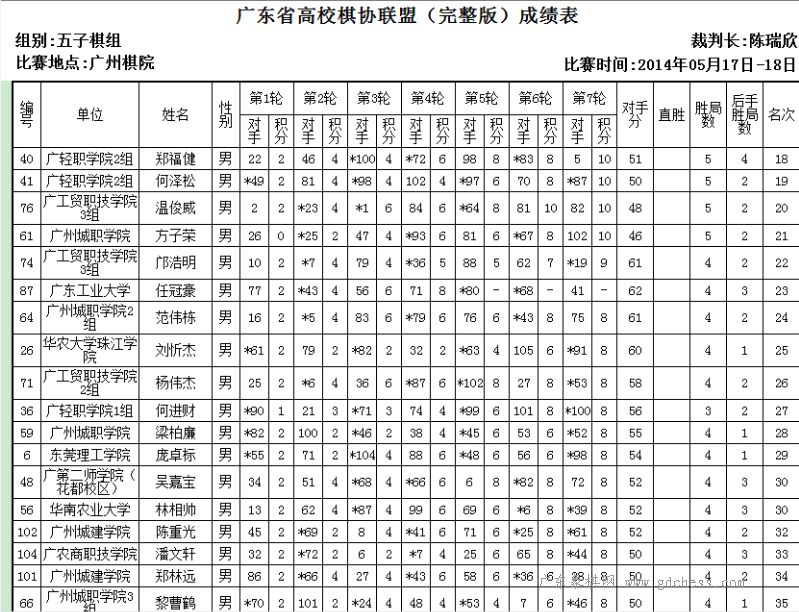 广东省高校棋协联盟（完整版）成绩表
组别:五子棋组 裁判长:陈瑞欣
比赛地点:广州棋院 比赛时间:2014年05月17日-18日
编号 单位 姓名 性别 第1轮 第2轮 第3轮 第4轮 第5轮 第6轮 第7轮 对手分 直胜 胜局数 后手胜局数 名次
对手 积分 对手 积分 对手 积分 对手 积分 对手 积分 对手 积分 对手 积分
40 广轻职学院2组 郑福健 男 22 2 46 4 *100 4 *72 6 98 8 *83 8 5 10 51 5 4 18
41 广轻职学院2组 何泽松 男 *49 2 81 4 *98 4 102 4 *97 6 70 8 *87 10 50 5 2 19
76 广工贸职技学院3组 温俊威 男 2 2 *23 4 *1 6 84 6 *64 8 81 10 82 10 48 5 2 20
61 广州城职学院 方子荣 男 26 0 *25 2 47 4 *93 6 81 6 *67 8 102 10 46 5 2 21
74 广工贸职技学院3组 邝浩明 男 10 2 *7 4 79 4 *36 5 88 5 62 7 *19 9 61 4 2 22
87 广东工业大学 任冠豪 男 77 2 *43 4 56 6 71 8 *80 - *68 - 41 - 62 4 3 23
64 广州城职学院2组 范伟栋 男 16 2 *5 4 83 6 *79 6 76 6 *43 8 75 8 61 4 2 24
26 华农大学珠江学院 刘忻杰 男 *61 2 79 2 *82 2 32 2 *63 4 105 6 *91 8 60 4 1 25
71 广工贸职技学院2组 杨伟杰 男 25 2 *6 4 36 6 *87 6 *102 8 27 8 *53 8 58 4 2 26
36 广轻职学院1组 何进财 男 *90 1 21 3 *71 3 74 4 *99 6 101 8 *100 8 56 3 2 27
59 广州城职学院 梁柏廉 男 *82 2 100 2 *46 2 38 4 *45 6 53 6 *52 8 55 4 1 28
6 东莞理工学院 庞卓标 男 *55 2 71 2 *104 4 88 6 *48 6 56 6 *98 8 54 4 1 29
48 广第二师学院（花都校区） 吴嘉宝 男 34 2 51 4 *68 4 *66 6 6 8 *82 8 72 8 52 4 3 30
56 华南农业大学 林相帅 男 13 2 62 4 *87 4 99 6 69 6 *6 8 *39 8 52 4 3 30
102 广州城建学院 陈重光 男 45 2 *69 2 8 4 *41 6 71 6 *25 8 *61 8 52 4 2 32
104 广农商职技学院 潘文轩 男 32 2 *72 2 6 2 *7 4 25 6 65 8 *44 8 50 4 3 33
101 广州城建学院 郑林远 男 86 2 *66 4 27 4 *43 6 58 6 *36 6 28 8 50 4 2 34
66 广州城职学院3组 黎曹鹤 男 *70 2 101 2 *24 4 48 4 *53 4 7 6 *46 8 50 4 1 35
广东象棋网 www.gdchess.com